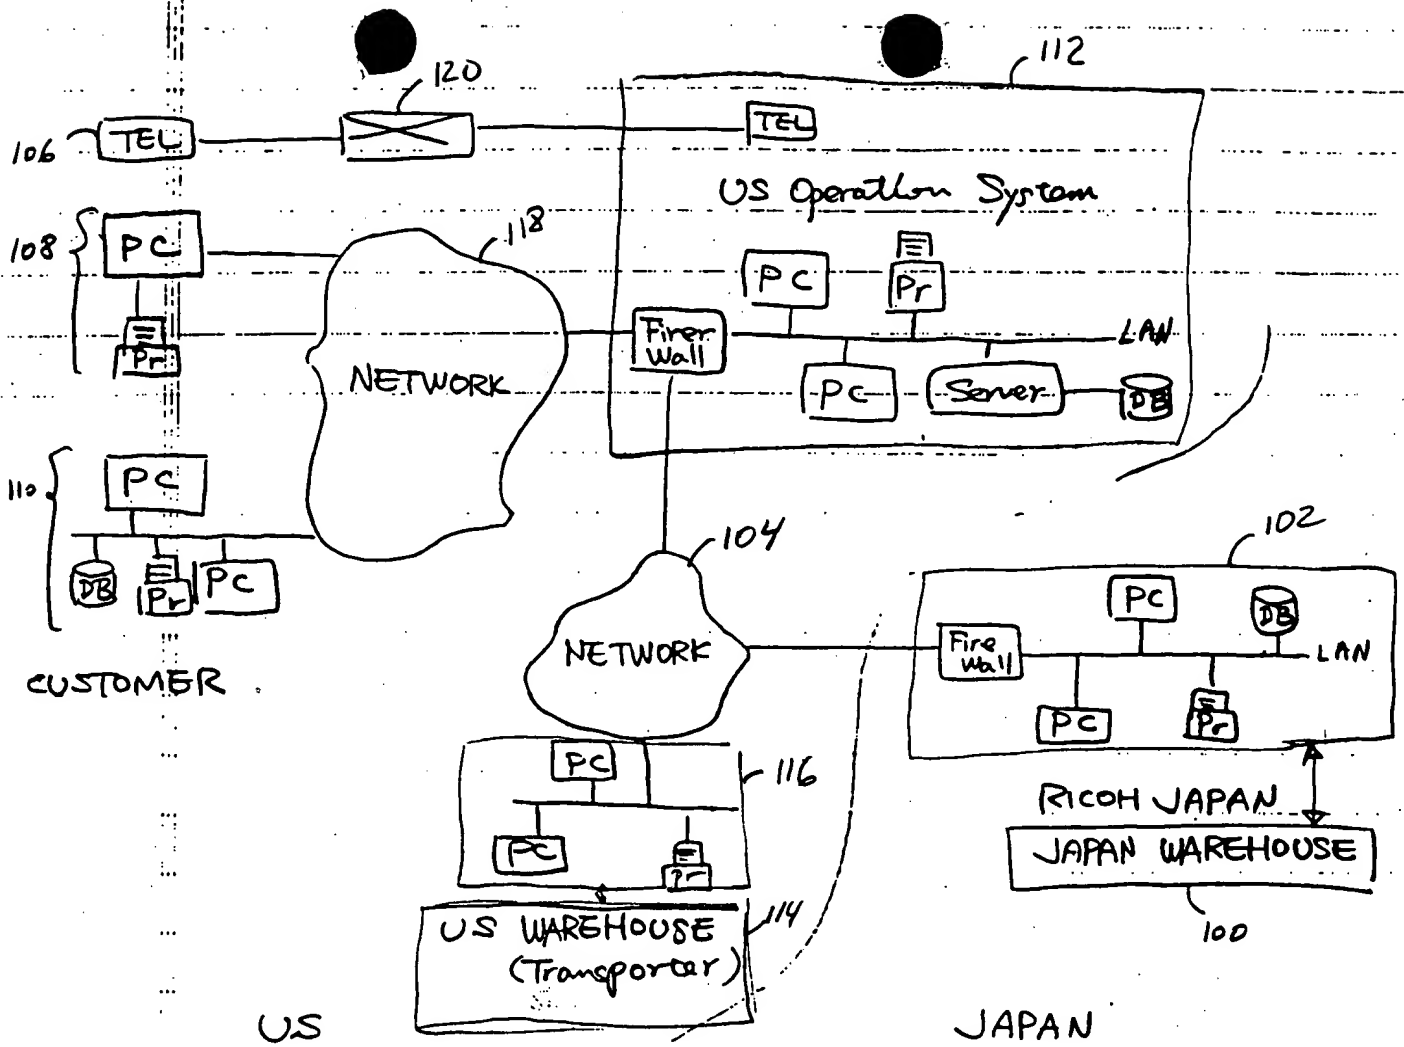 112
120
TEL
TEL
106
US Operation System
PC
108
118
PC
Pr
Firer
Wall
LAN
Pr
NETWORK
PC
Server
DB
PC
110
104
102
DB
Pr
PC
PC
DB
NETWORK
Fire
Wall
LAN
CUSTOMER
PC
Pr
PC
116
RICOH JAPAN
PC
Pr
JAPAN WAREHOUSE
US WAREHOUSE
(Transporter)
114
100
US
JAPAN